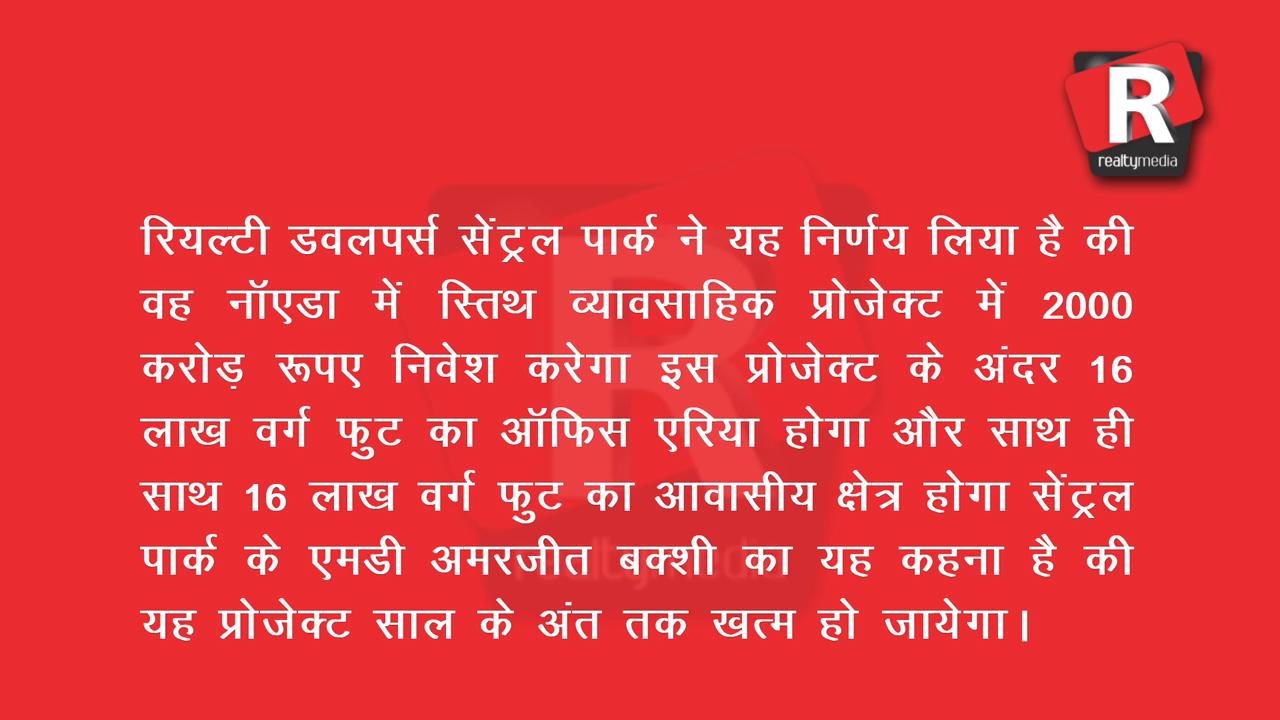 R
realtymedia
रियल्टी डवलपर्स सेंट्रल पार्क ने यह निर्णय लिया है की
वह नॉएडा में स्तिथ व्यावसाहिक प्रोजेक्ट में 2000
करोड़ रूपए निवेश करेगा इस प्रोजेक्ट के अंदर 16
लाख वर्ग फुट का ऑफिस एरिया होगा और साथ ही
साथ 16 लाख वर्ग फुट का आवासीय क्षेत्र होगा सेंट्रल
पार्क के एमडी अमरजीत बक्शी का यह कहना है की
यह प्रोजेक्ट साल के अंत तक खत्म हो जायेगा।